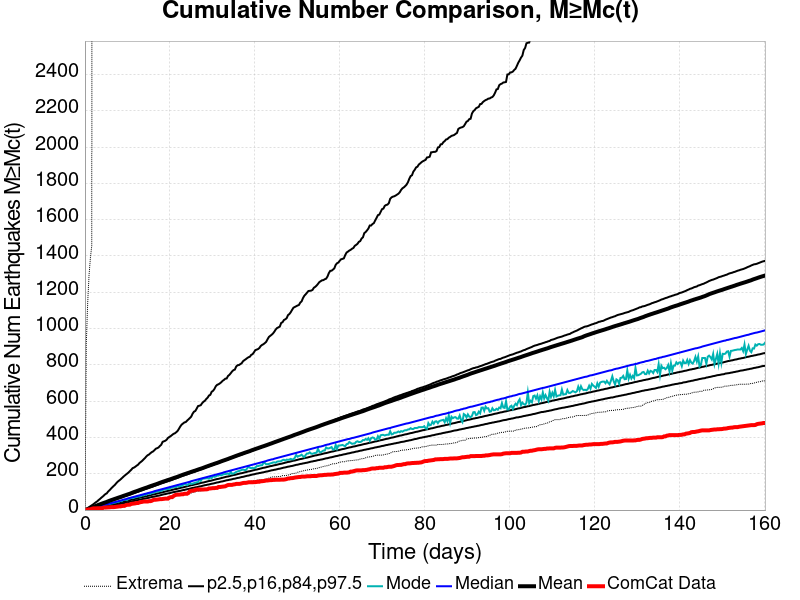 Cumulative Number Comparison, M≥Mc(t)
Cumulative Num Earthquakes M≥Mc(t)
2400
2200
2000
1800
1600
1400
1200
1000
800
600
400
200
0
0 20 40 60 80 100 120 140 160
Time (days)
Extrema p2.5,p16,p84,p97.5 Mode Median Mean ComCat Data